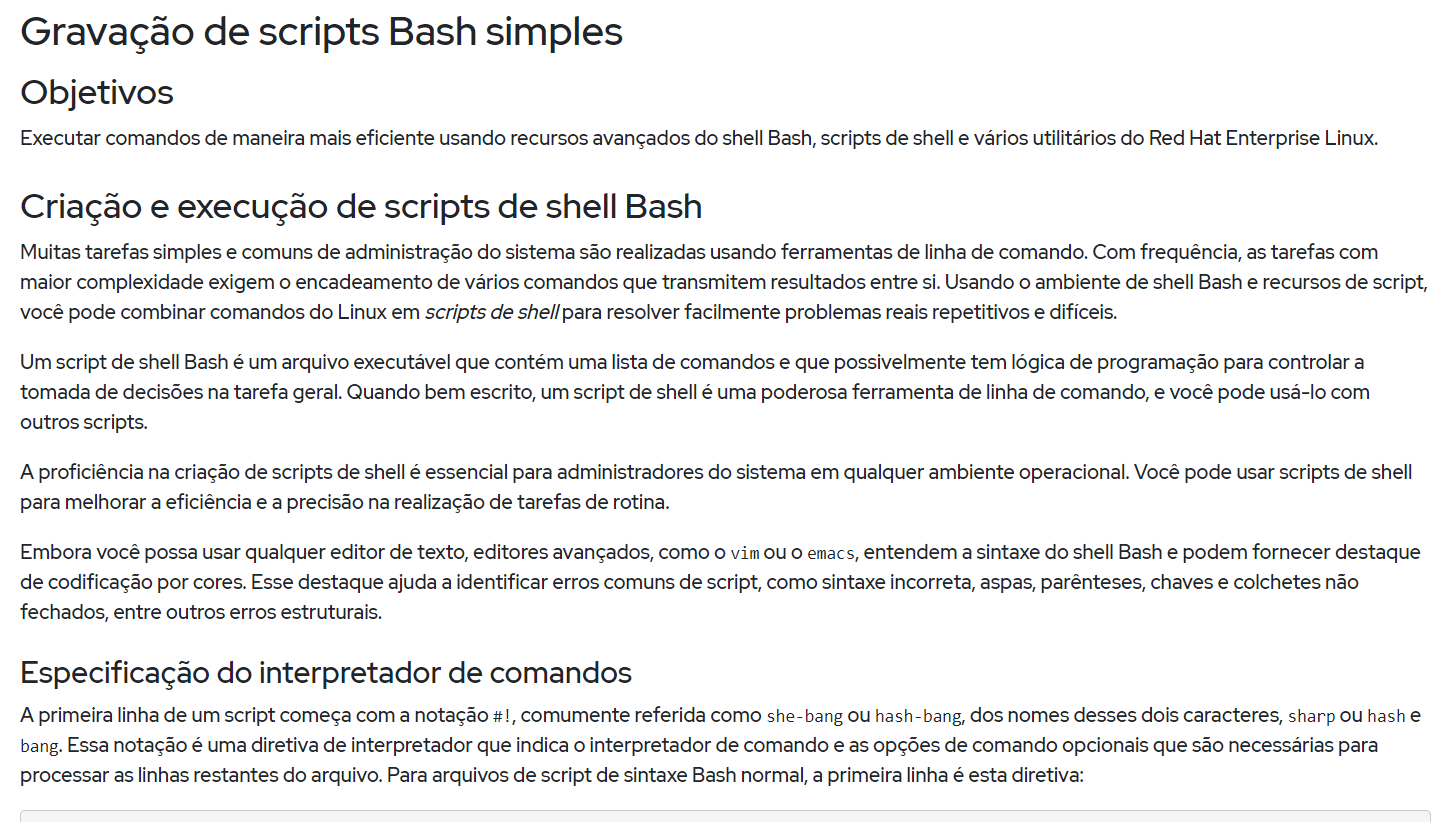 Gravação de scripts Bash simples
Objetivos
Executar comandos de maneira mais eficiente usando recursos avançados do shell Bash, scripts de shell e vários utilitários do Red Hat Enterprise Linux.
Criação e execução de scripts de shell Bash
Muitas tarefas simples e comuns de administração do sistema são realizadas usando ferramentas de linha de comando. Com frequência, as tarefas com
maior complexidade exigem o encadeamento de vários comandos que transmitem resultados entre si. Usando o ambiente de shell Bash e recursos de script,
você pode combinar comandos do Linux em scripts de shell para resolver facilmente problemas reais repetitivos e difíceis.
Um script de shell Bash é um arquivo executável que contém uma lista de comandos e que possivelmente tem lógica de programação para controlar a
tomada de decisões na tarefa geral. Quando bem escrito, um script de shell é uma poderosa ferramenta de linha de comando, e você pode usá-lo com
outros scripts.
A proficiência na criação de scripts de shell é essencial para administradores do sistema em qualquer ambiente operacional. Você pode usar scripts de shell
para melhorar a eficiência e a precisão na realização de tarefas de rotina.
Embora você possa usar qualquer editor de texto, editores avançados, como o vim ou o emacs, entendem a sintaxe do shell Bash e podem fornecer destaque
de codificação por cores. Esse destaque ajuda a identificar erros comuns de script, como sintaxe incorreta, aspas, parênteses, chaves e colchetes não
fechados, entre outros erros estruturais.
Especificação do interpretador de comandos
A primeira linha de um script começa com a notação #!, comumente referida como she-bang ou hash-bang, dos nomes desses dois caracteres, sharp ou hash e
bang. Essa notação é uma diretiva de interpretador que indica o interpretador de comando e as opções de comando opcionais que são necessárias para
processar as linhas restantes do arquivo. Para arquivos de script de sintaxe Bash normal, a primeira linha é esta diretiva: